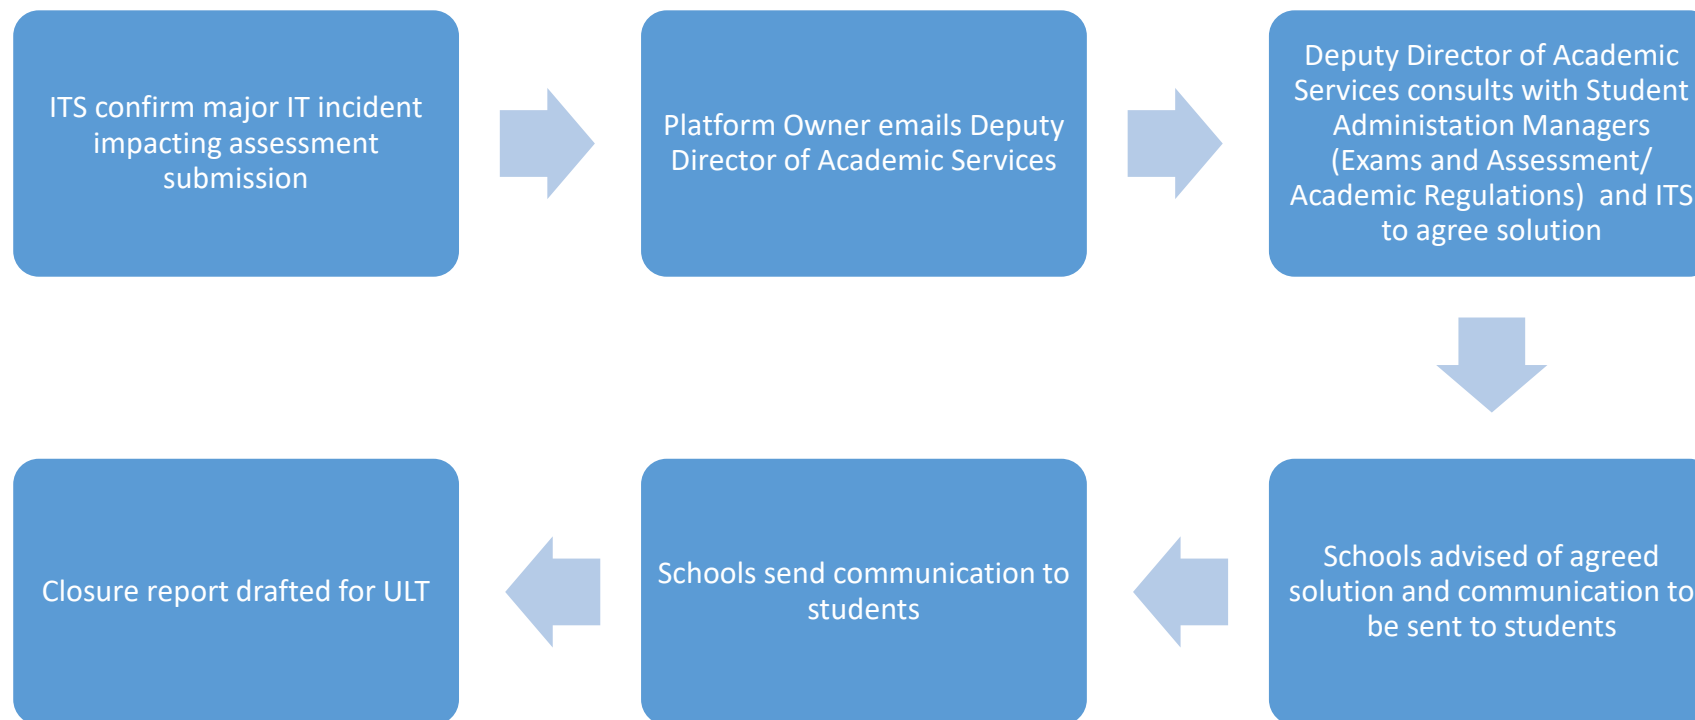 ITS confirm major IT incident
impacting assessment
submission
Platform Owner emails Deputy
Director of Academic Services
Deputy Director of Academic
Services consults with Student
Administation Managers
(Exams and Assessment/
Academic Regulations)  and ITS
to agree solution
Schools advised of agreed
solution and communication to
be sent to students
Schools send communication to
students
Closure report drafted for ULT